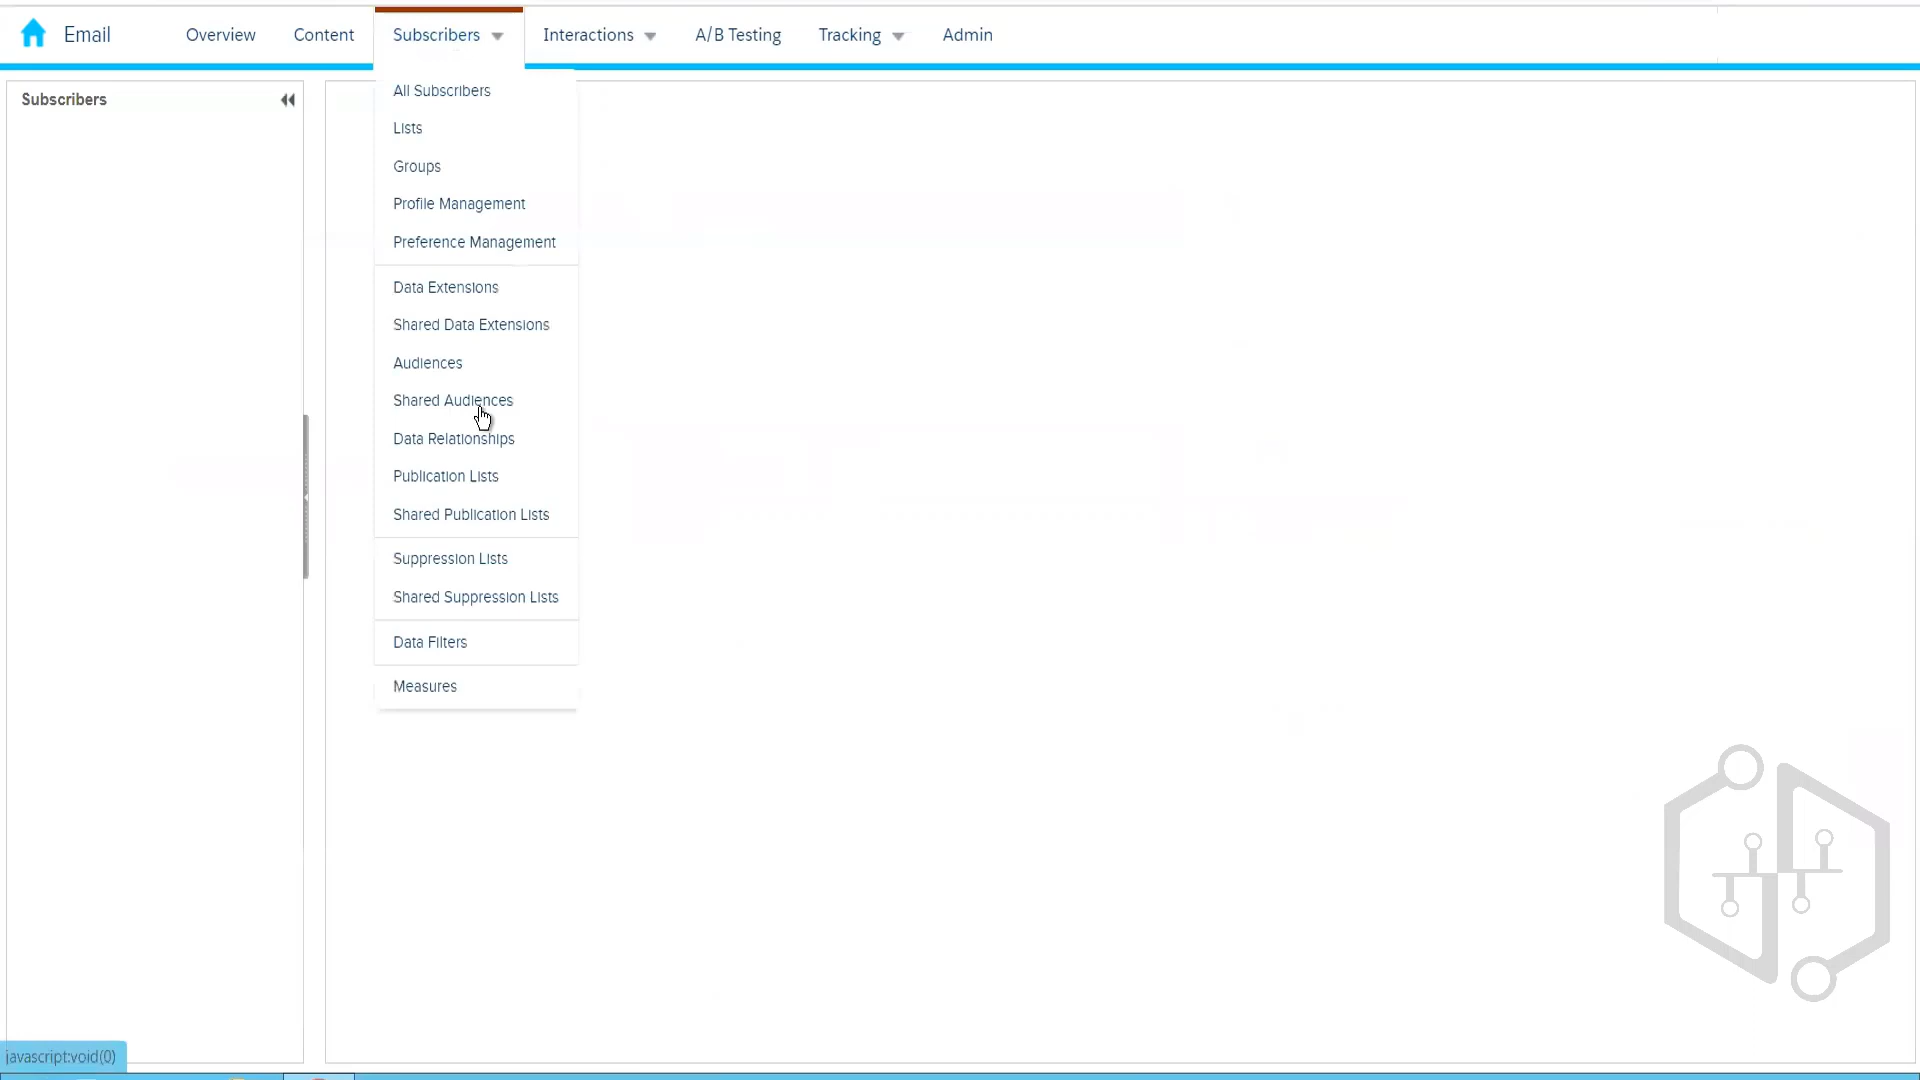 Email
Overview
Content
Subscribers
Interactions
A/B Testing
Tracking
Admin
Subscribers
All Subscribers
Lists
Groups
Profile Management
Preference Management
Data Extensions
Shared Data Extensions
Audiences
Shared Audiences
Data Relationships
Publication Lists
Shared Publication Lists
Suppression Lists
Shared Suppression Lists
Data Filters
Measures
javascript:void(0)